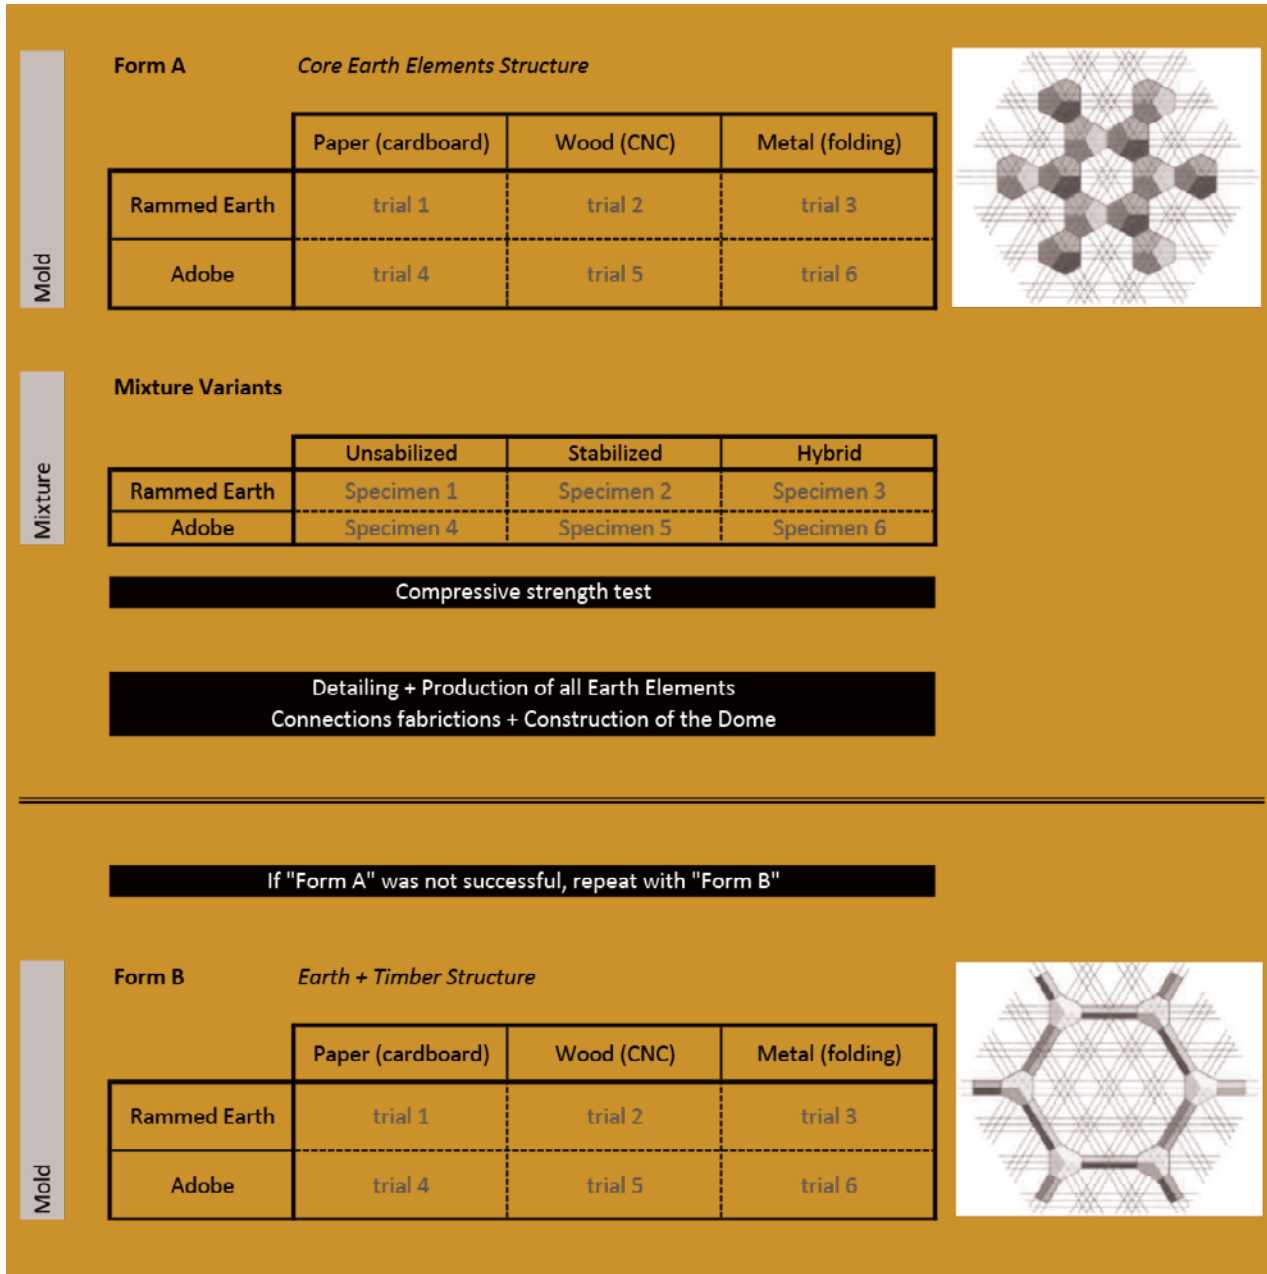 Mold
Form A Core Earth Elements Structure
Paper (cardboard) Wood (CNC) Metal (folding)
Rammed Earth trial 1 trial 2 trial 3
Adobe trial 4 trial 5 trial 6
Mixture
Mixture Variants
Unsabilized Stabilized Hybrid
Rammed Earth Specimen 1 Specimen 2 Specimen 3
Adobe Specimen 4 Specimen 5 Specimen 6
Compressive strength test
Detailing + Production of all Earth Elements
Connections fabrictions + Construction of the Dome
If "Form A" was not successful, repeat with "Form B"
Mold
Form B Earth + Timber Structure
Paper (cardboard) Wood (CNC) Metal (folding)
Rammed Earth trial 1 trial 2 trial 3
Adobe trial 4 trial 5 trial 6